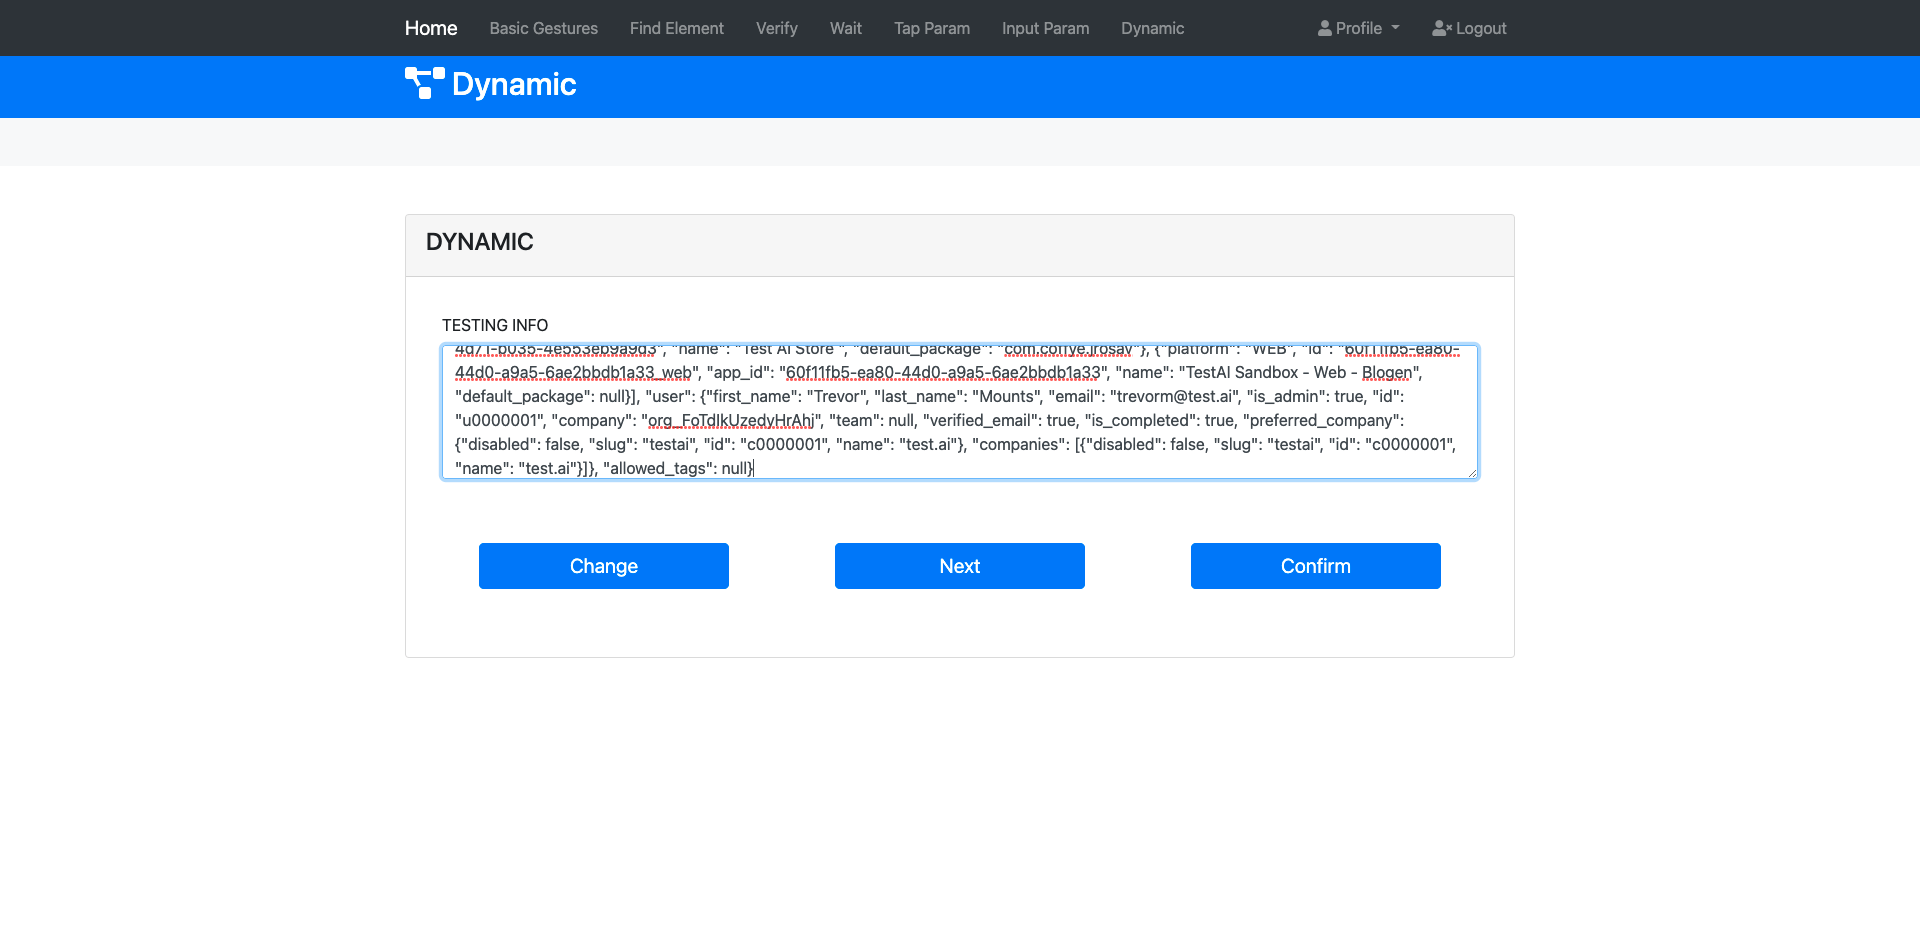 Home Basic Gestures Find Element Verify Wait Tap Param Input Param Dynamic Profile Logout
Dynamic
DYNAMIC
TESTING INFO
4d71-b035-4e553eb9a9d3", "name": "Test AI Store ", "default_package": "com.coffye.jrosav"}, {"platform": "WEB", "id": "60f11fb5-ea80-
44d0-a9a5-6ae2bbdb1a33_web", "app_id": "60f11fb5-ea80-44d0-a9a5-6ae2bbdb1a33", "name": "TestAI Sandbox - Web - Blogen",
"default_package": null}], "user": {"first_name": "Trevor", "last_name": "Mounts", "email": "trevorm@test.ai", "is_admin": true, "id":
"u0000001", "company": "org_FoTdIkUzedyHrAhj", "team": null, "verified_email": true, "is_completed": true, "preferred_company":
{"disabled": false, "slug": "testai", "id": "c0000001", "name": "test.ai"}, "companies": [{"disabled": false, "slug": "testai", "id": "c0000001",
"name": "test.ai"}]}, "allowed_tags": null}
Change Next Confirm